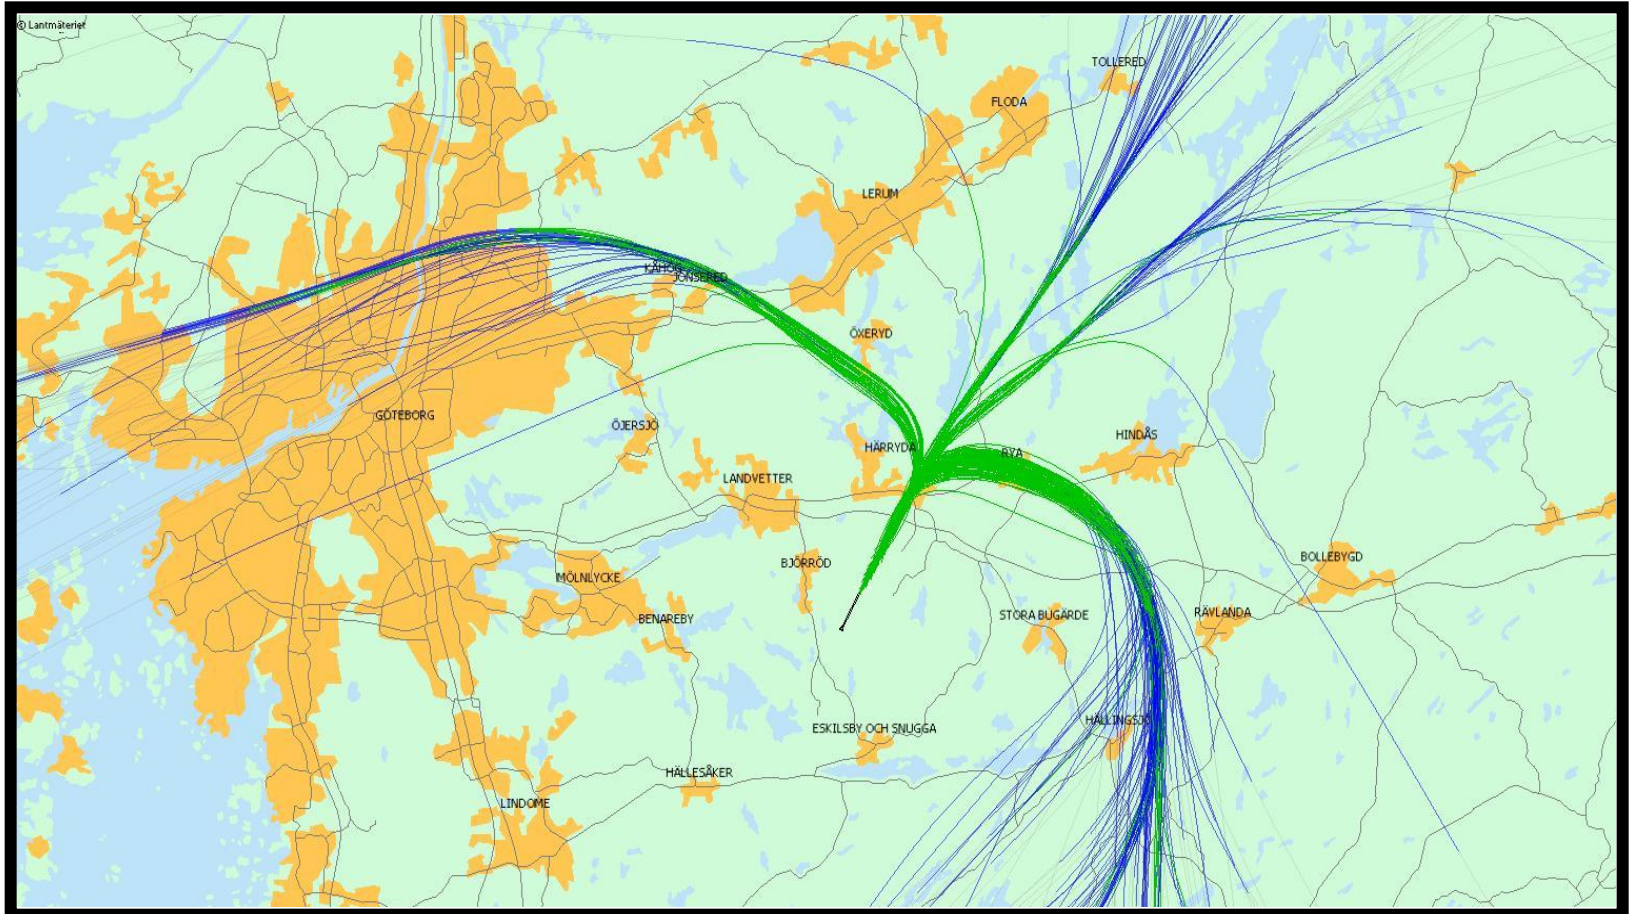 © Lantmäteriet
TOLLERED
FLODA
LERUM
KÅHÖG
JONSERED
ÖXERYD
GÖTEBORG
ÖJERSJÖ
HINDÅS
HÄRRYDA
RYA
LANDVETTER
BJÖRRÖD
BOLLEBYGD
MÖLNLYCKE
BENAREBY
STORA BUGÄRDE
RÄVLANDA
HÄLLINGSJÖ
ESKILSBY OCH SNUGGA
HÄLLESÅKER
LINDOME